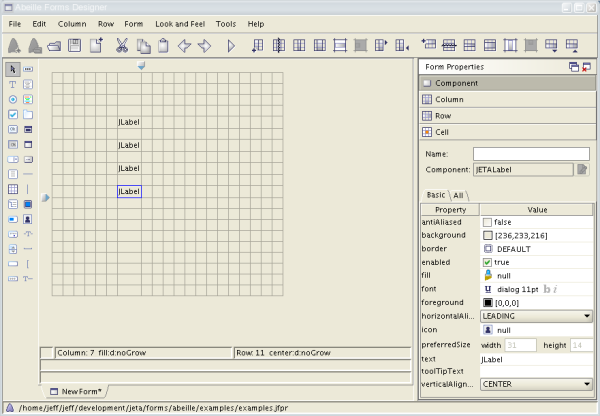 Abeille Forms Designer
File Edit Column Row Form Look and Feel Tools Help
Form Properties
Component
Column
Row
Cell
Name:
Component: JETALabel
Basic All
Property Value
antiAliased false
background [236,233,216]
border DEFAULT
enabled true
fill null
font dialog 11pt b i
foreground [0,0,0]
horizontalAli... LEADING
icon null
preferredSize width 31 height 14
text JLabel
toolTipText
verticalAlign... CENTER
JLabel
JLabel
JLabel
JLabel
Column: 7 fill:d:noGrow Row: 11 center:d:noGrow
New Form*
/home/jeff/jeff/development/jeta/forms/abeille/examples/examples.jfpr